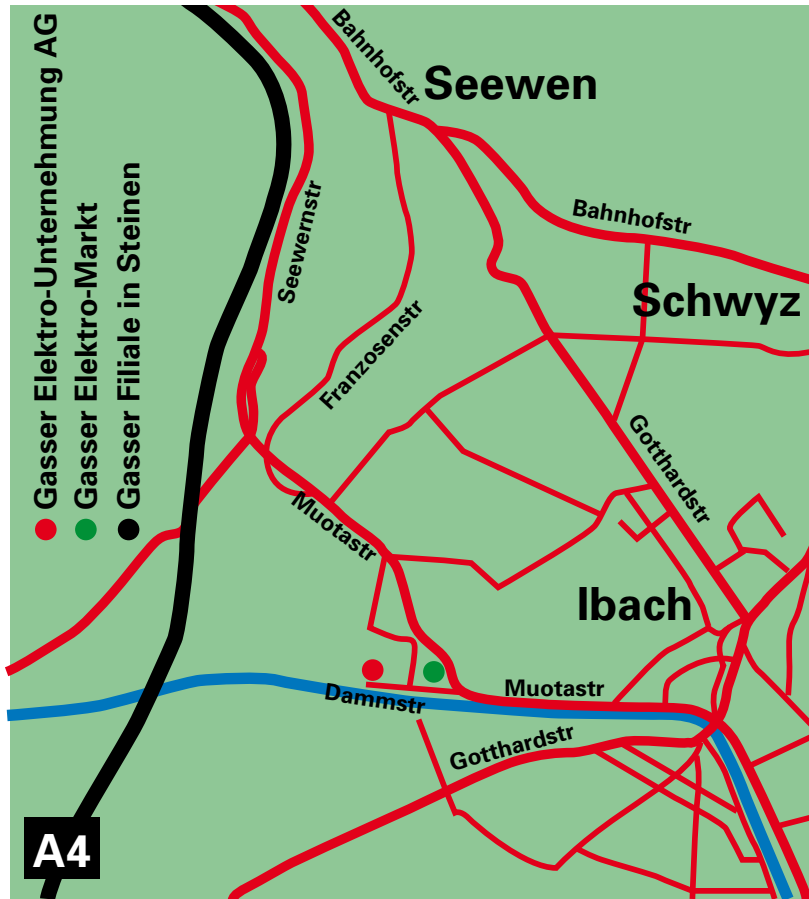 Gasser Elektro-Unternehmung AG
Gasser Elektro-Markt
Gasser Filiale in Steinen
Bahnhofstr
Seewen
Bahnhofstr
Seewernstr
Schwyz
Franzosenstr
Gotthardstr
Muotastr
Ibach
Muotastr
Dammstr
Gotthardstr
A4